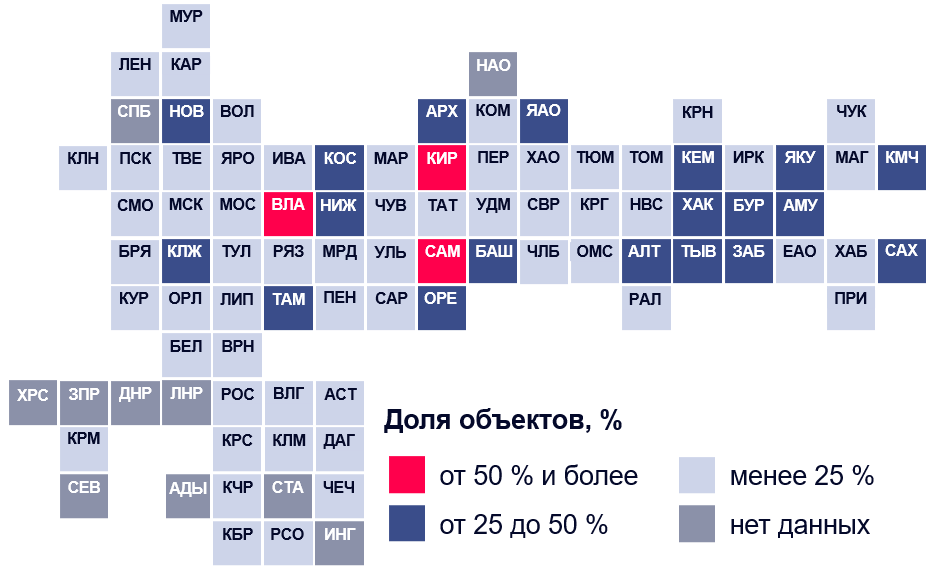 МУР
ЛЕН КАР НАО
СПБ НОВ ВОЛ АРХ КОМ ЯАО КРН ЧУК
КЛН ПСК ТВЕ ЯРО ИВА КОС МАР КИР ПЕР ХАО ТЮМ ТОМ КЕМ ИРК ЯКУ МАГ КМЧ
СМО МСК МОС ВЛА НИЖ ЧУВ ТАТ УДМ СВР КРГ НВС ХАК БУР АМУ
БРЯ КЛЖ ТУЛ РЯЗ МРД УЛЬ САМ БАШ ЧЛБ ОМС АЛТ ТЫВ ЗАБ ЕАО ХАБ САХ
КУР ОРЛ ЛИП ТАМ ПЕН САР ОРЕ РАЛ ПРИ
БЕЛ ВРН
ХРС ЗПР ДНР ЛНР РОС ВЛГ АСТ
КРМ КРС КЛМ ДАГ
СЕВ АДЫ КЧР СТА ЧЕЧ
КБР РСО ИНГ
Доля объектов, %
от 50 % и более
от 25 до 50 %
менее 25 %
нет данных